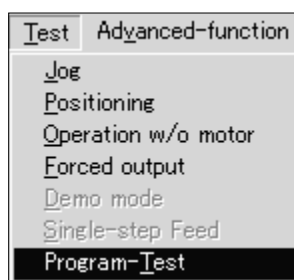 Test Advanced-function
Jog
Positioning
Operation w/o motor
Forced output
Demo mode
Single-step Feed
Program-Test